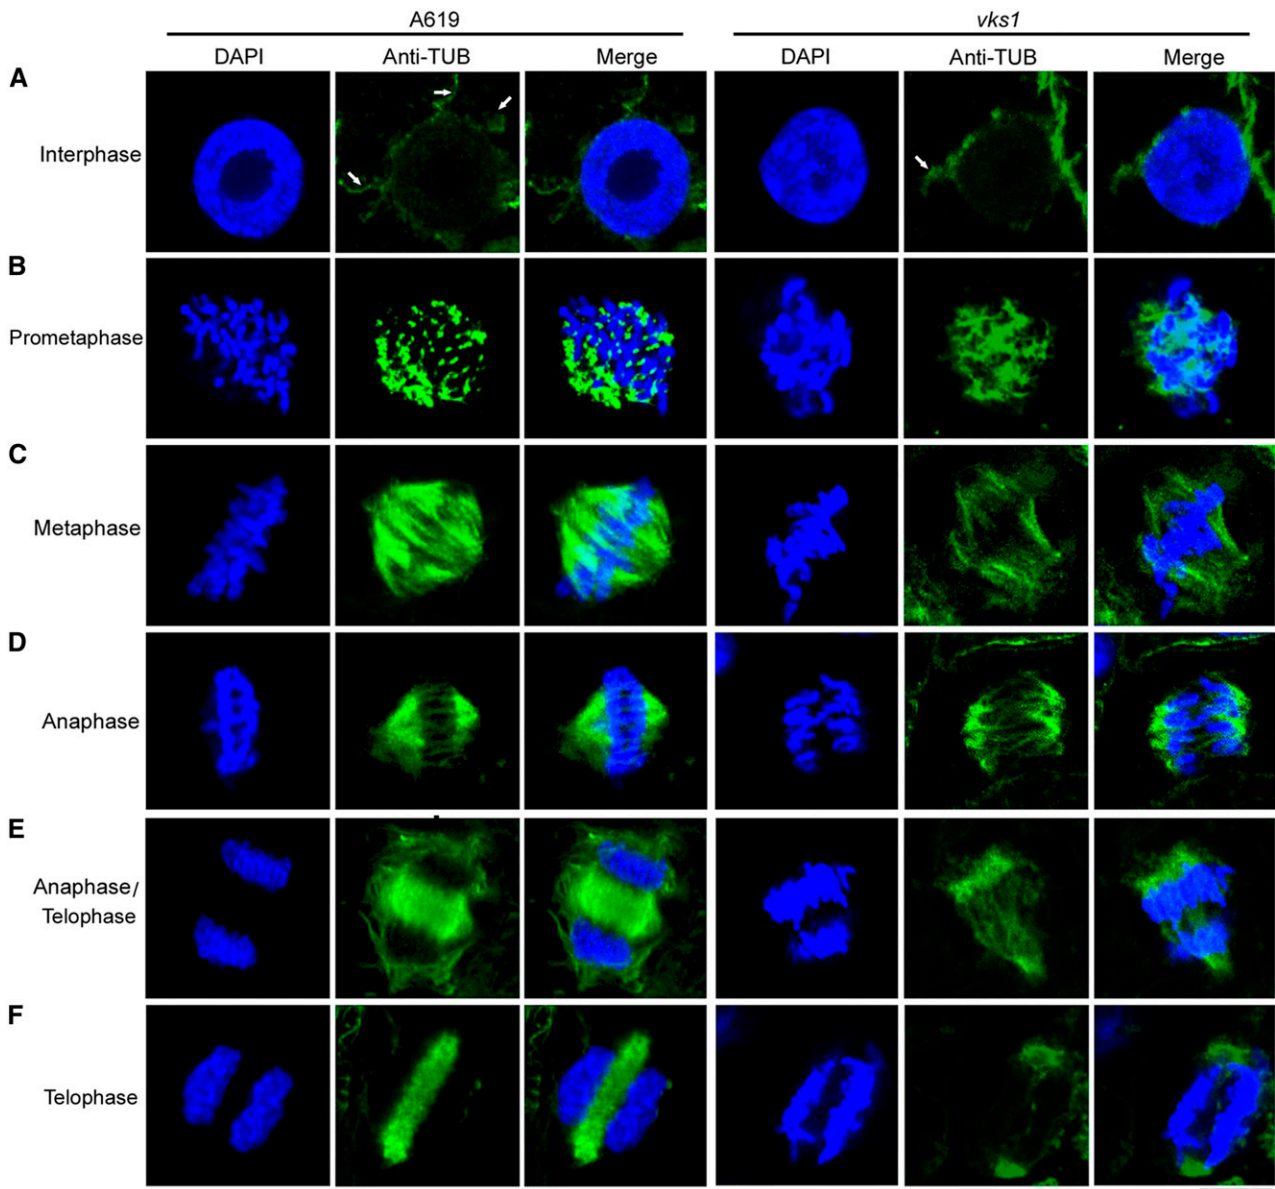 A619
vks1
DAPI
Anti-TUB
Merge
DAPI
Anti-TUB
Merge
A
Interphase
B
Prometaphase
C
Metaphase
D
Anaphase
E
Anaphase/
Telophase
F
Telophase